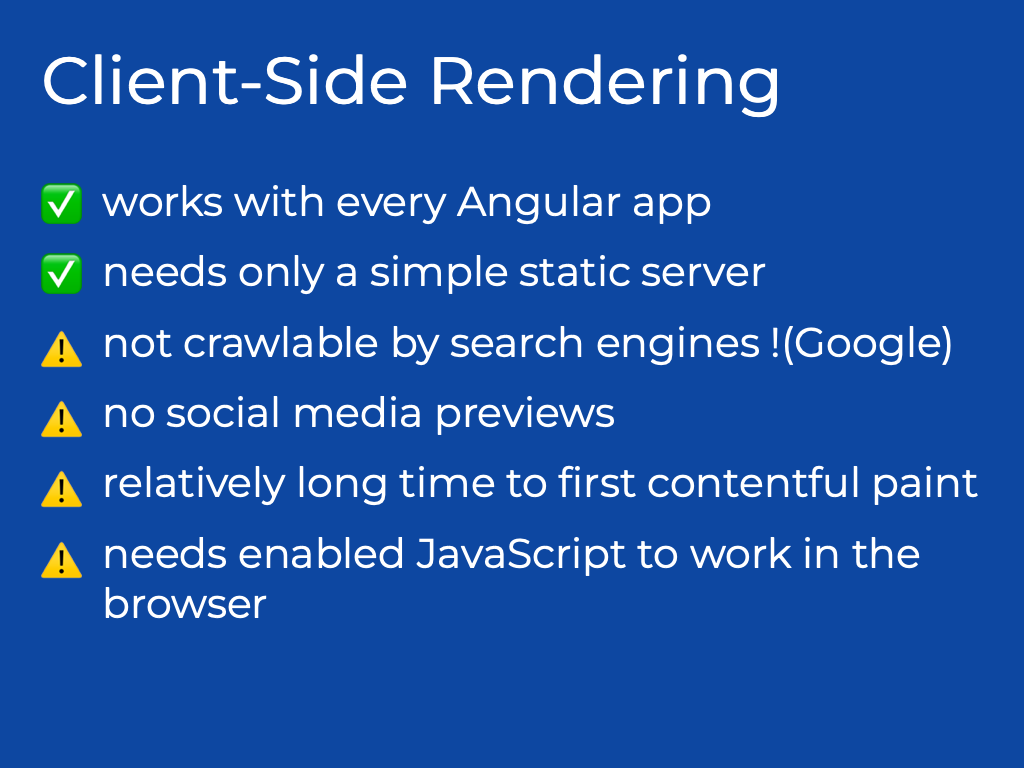 Client-Side Rendering
✅ works with every Angular app
✅ needs only a simple static server
⚠️ not crawlable by search engines !(Google)
⚠️ no social media previews
⚠️ relatively long time to first contentful paint
⚠️ needs enabled JavaScript to work in the
browser